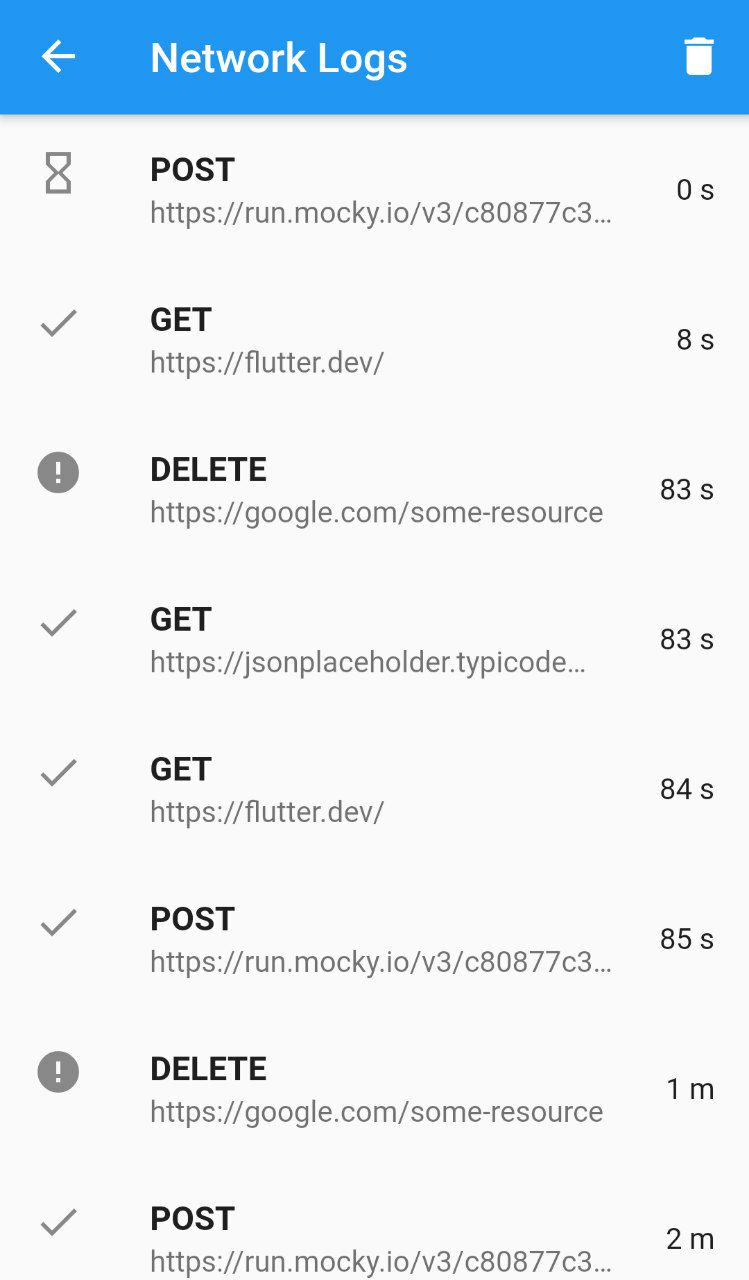 Network Logs
POST
https://run.mocky.io/v3/c80877c3...
0 s
GET
https://flutter.dev/
8 s
DELETE
https://google.com/some-resource
83 s
GET
https://jsonplaceholder.typicode...
83 s
GET
https://flutter.dev/
84 s
POST
https://run.mocky.io/v3/c80877c3...
85 s
DELETE
https://google.com/some-resource
1 m
POST
https://run.mocky.io/v3/c80877c3...
2 m